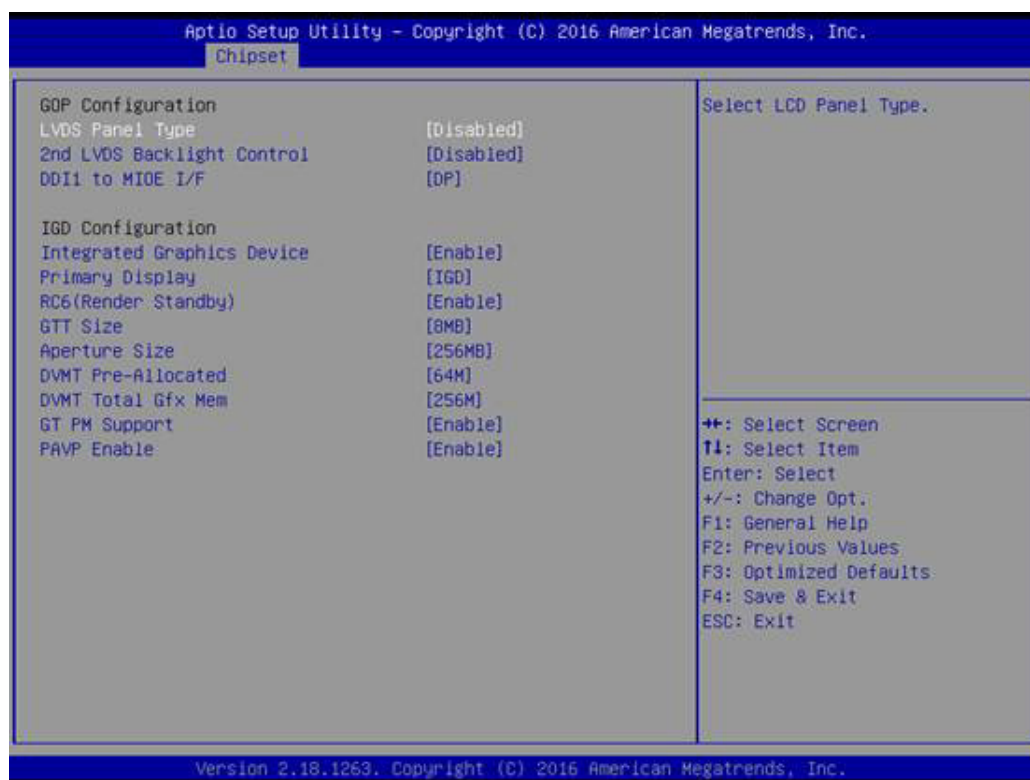 Aptio Setup Utility – Copyright (C) 2016 American Megatrends, Inc.
Chipset
GOP Configuration
LVDS Panel Type [Disabled]
2nd LVDS Backlight Control [Disabled]
DDI1 to MIOE I/F [DP]
IGD Configuration
Integrated Graphics Device [Enable]
Primary Display [IGD]
RC6(Render Standby) [Enable]
GTT Size [8MB]
Aperture Size [256MB]
DVMT Pre-Allocated [64M]
DVMT Total Gfx Mem [256M]
GT PM Support [Enable]
PAVP Enable [Enable]
Select LCD Panel Type.
→←: Select Screen
↑↓: Select Item
Enter: Select
+/-: Change Opt.
F1: General Help
F2: Previous Values
F3: Optimized Defaults
F4: Save & Exit
ESC: Exit
Version 2.18.1263. Copyright (C) 2016 American Megatrends, Inc.